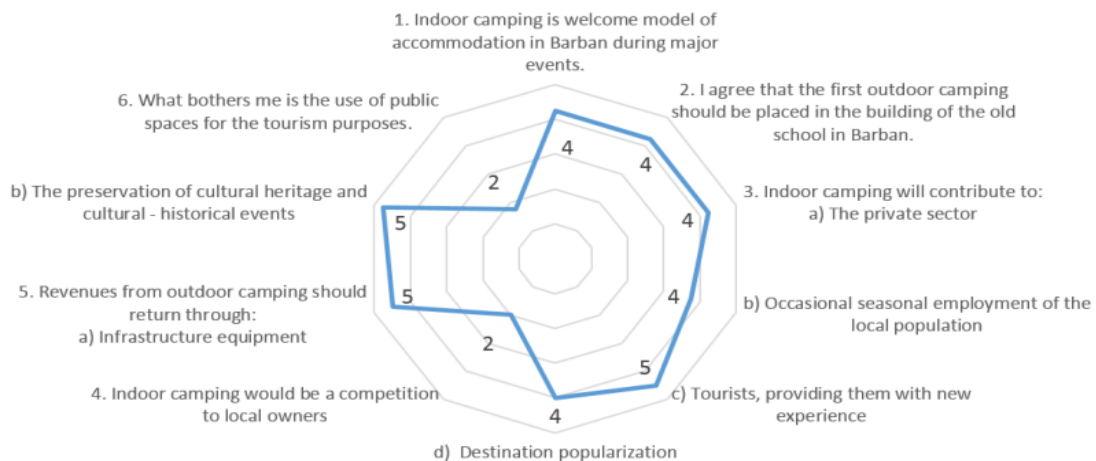 1. Indoor camping is welcome model of
accommodation in Barban during major
events.
2. I agree that the first outdoor camping
should be placed in the building of the old
school in Barban.
3. Indoor camping will contribute to:
a) The private sector
b) Occasional seasonal employment of the
local population
c) Tourists, providing them with new
experience
d) Destination popularization
4. Indoor camping would be a competition
to local owners
5. Revenues from outdoor camping should
return through:
a) Infrastructure equipment
b) The preservation of cultural heritage and
cultural - historical events
6. What bothers me is the use of public
spaces for the tourism purposes.
4
4
4
4
5
4
2
5
5
2